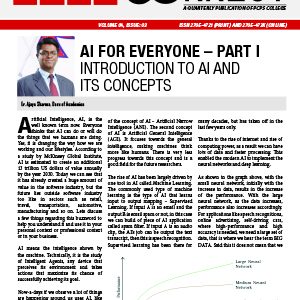 A QUARTERLY PUBLICATION OF FCPS COLLEGE
VOLUME
ISSUE: 03
ISSN 2705-4721 (PRINT) AND 2705-473X (ONLINE)
AI FOR EVERYONE – PART I
INTRODUCTION TO AI AND
ITS CONCEPTS
Er. Ajaya Sharma, Dean of Academics
Artificial Intelligence, AI, is the
well known term now. Everyone
thinks that AI can do or will do
the things that we humans are doing.
Yes, it is changing the way how we are
working and our lifestyles. According to
a study by McKinsey Global Institute,
AI is estimated to create an additional
13 trillion US dollars of value annually
by the year 2030. Today we can see that
it has already created a huge amount of
value in the software industry, but the
future lies outside software industry
too like in sectors such as retail,
travel, transportation, automotive,
manufacturing and so on. Lets discuss
a few things regarding this buzzword to
help you understand and use it in your
personal context or professional context
or in your business.
AI means the intelligence shown by
the machine. Technically, it is the study
of Intelligent Agents, any device that
perceives its environment and takes
actions that maximize its chance of
successfully achieving its goal.
Now-a-days if we observe a lot of things
are happening around us uses AI, like
of the concept of AI – Artificial Narrow
Intelligence (ANI). The second concept
of AI is Artificial General Intelligence
(AGI). It focuses towards the general
intelligence, making machines think
more like humans. There is very less
progress towards this concept and is a
good field for the future researchers.
The rise of AI has been largely driven by
one tool in AI called Machine Learning.
The commonly used type of machine
learning is the type of AI that learns
input to output mapping – Supervised
Learning. If input A is an email and the
output B is email spam or not, in this case
we can build of piece of AI application
called spam filter. If input A is an audio
clip, the AI's job can be output the text
transcript, then this is speech recognition.
Supervised learning has been there for
many decades, but has taken off in the
last few years only.
Thanks to the rise of internet and rise of
computing power, as a result we can have
lots of data and faster processing. This
enabled the modern AI to implement the
neural networks and deep learning.
As shown in the graph above, with the
small neural network, initially with the
increase in data, results in the increase
of the performance. With the large
neural network, as the data increases,
performance also increases accordingly.
For applications like speech recognitions,
online advertising, self-driving cars,
where high-performance and high
accuracy is needed, we need a large set of
data, that is where we hear the term BIG
DATA. Said that it does not mean that we
Large Neural
Network
Medium Neural
Network
Performance